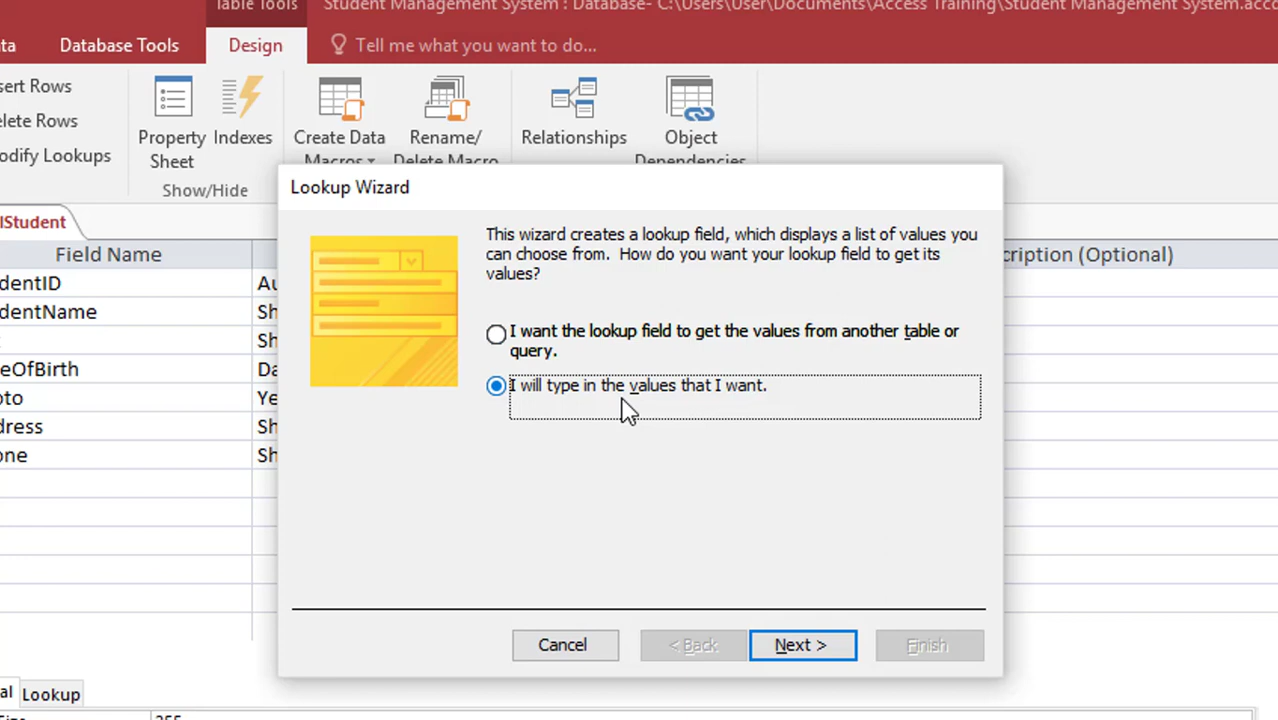 Table Tools
Student Management System : Database- C:\Users\User\Documents\Access Training\Student Management System.acc
ta
Database Tools
Design
Tell me what you want to do...
sert Rows
elete Rows
odify Lookups
Property
Sheet
Indexes
Create Data
Macros
Rename/
Delete Macro
Relationships
Object
Dependencies
Show/Hide
lStudent
Lookup Wizard
Field Name
cription (Optional)
This wizard creates a lookup field, which displays a list of values you
can choose from. How do you want your lookup field to get its
values?
dentID
Au
dentName
Sh
t
Sh
eOfBirth
Da
oto
Ye
dress
Sh
one
Sh
I want the lookup field to get the values from another table or
query.
I will type in the values that I want.
Cancel
< Back
Next >
Finish
al
Lookup
Size
255